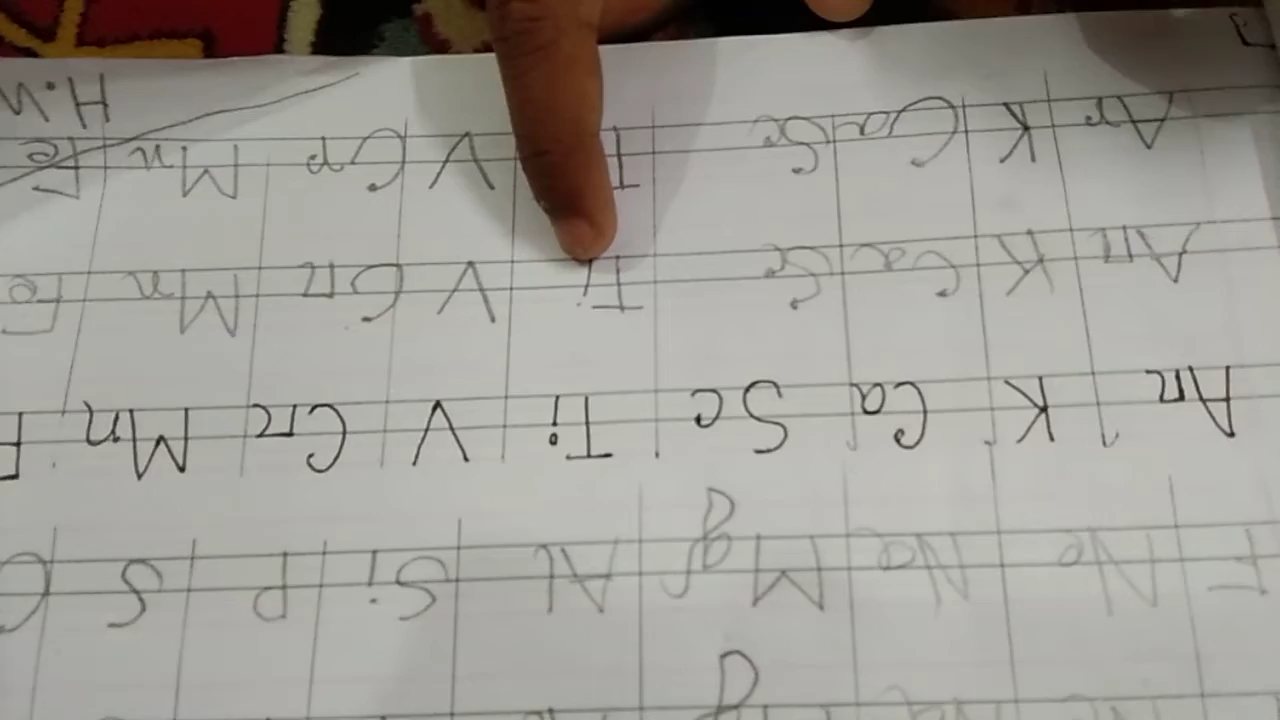 F Ne Na Mg Al Si P S
Ar K Ca Sc Ti V Cr Mn
Ar K Ca Sc Ti V Cr Mn Fe
Ar K Ca Sc T V Cr Mn Fe
H.W